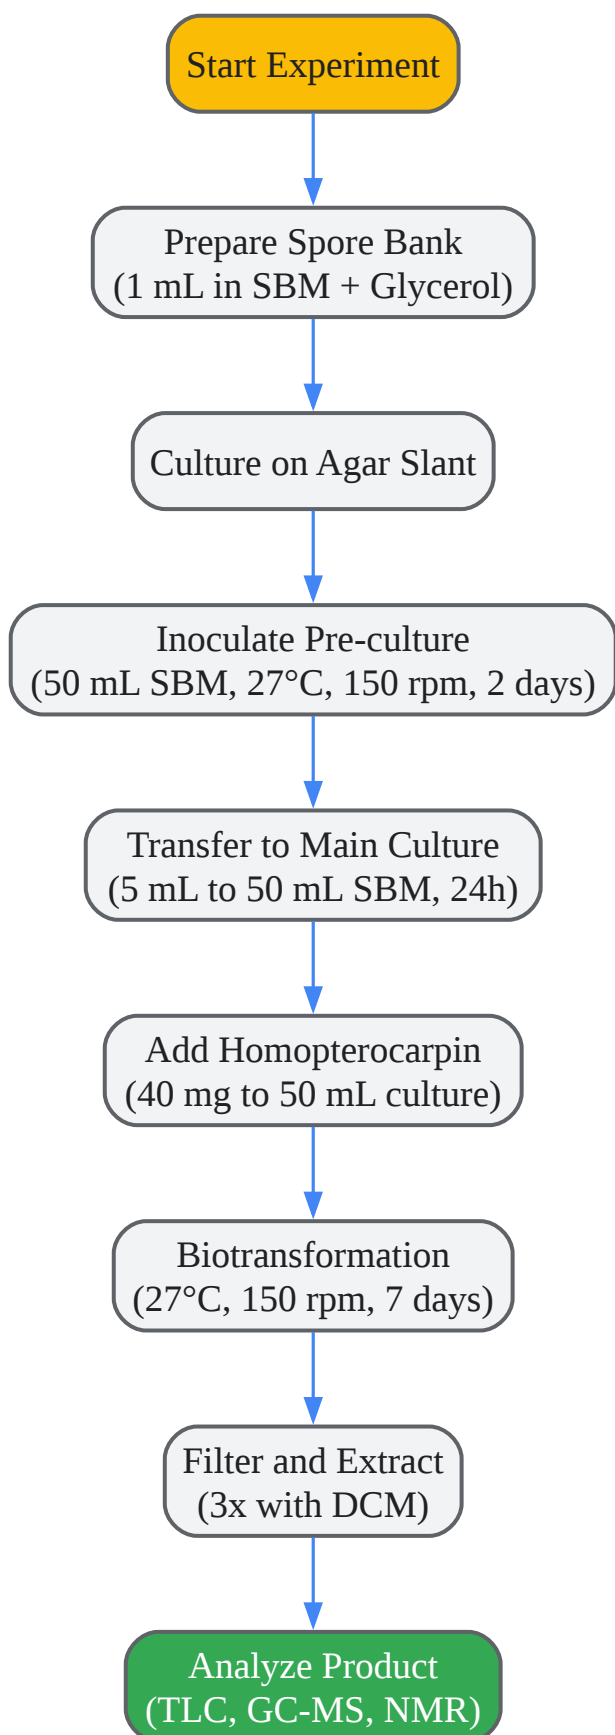 Start Experiment
Prepare Spore Bank
(1 mL in SBM + Glycerol)
Culture on Agar Slant
Inoculate Pre-culture
(50 mL SBM, 27°C, 150 rpm, 2 days)
Transfer to Main Culture
(5 mL to 50 mL SBM, 24h)
Add Homopterocarpin
(40 mg to 50 mL culture)
Biotransformation
(27°C, 150 rpm, 7 days)
Filter and Extract
(3x with DCM)
Analyze Product
(TLC, GC-MS, NMR)